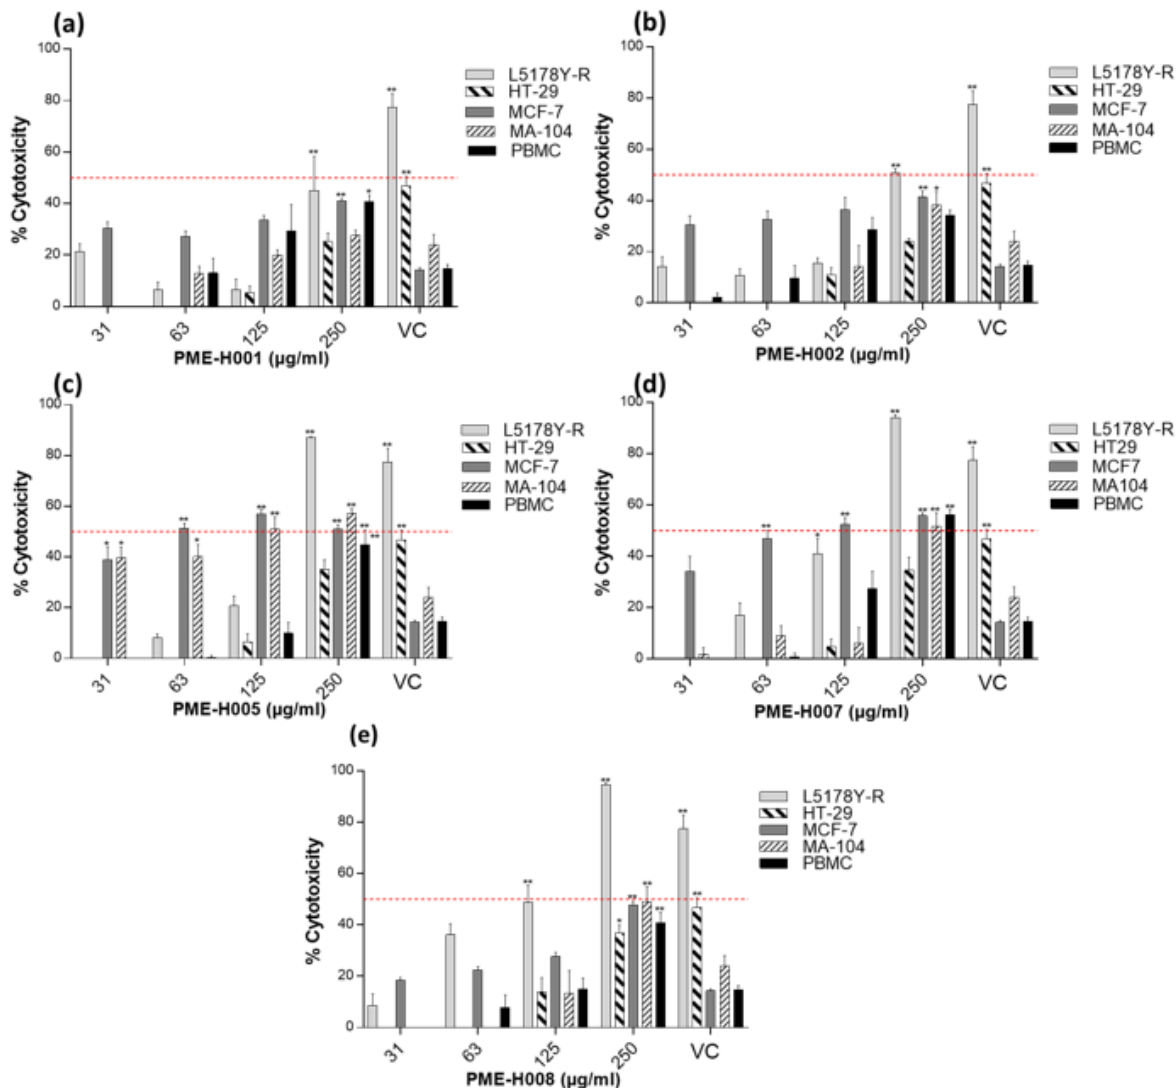 (a)
100
80
60
40
20
0
% Cytotoxicity
** ** * ** **
31 63 125 250 VC
PME-H001 (µg/ml)
L5178Y-R
HT-29
MCF-7
MA-104
PBMC
(b)
100
80
60
40
20
0
% Cytotoxicity
** ** * ** **
31 63 125 250 VC
PME-H002 (µg/ml)
L5178Y-R
HT-29
MCF-7
MA-104
PBMC
(c)
100
80
60
40
20
0
% Cytotoxicity
* * ** * ** ** ** ** ** ** ** ** **
31 63 125 250 VC
PME-H005 (µg/ml)
L5178Y-R
HT-29
MCF-7
MA-104
PBMC
(d)
100
80
60
40
20
0
% Cytotoxicity
** * ** ** ** ** ** ** **
31 63 125 250 VC
PME-H007 (µg/ml)
L5178Y-R
HT29
MCF7
MA104
PBMC
(e)
100
80
60
40
20
0
% Cytotoxicity
** ** * ** ** ** ** **
31 63 125 250 VC
PME-H008 (µg/ml)
L5178Y-R
HT-29
MCF-7
MA-104
PBMC